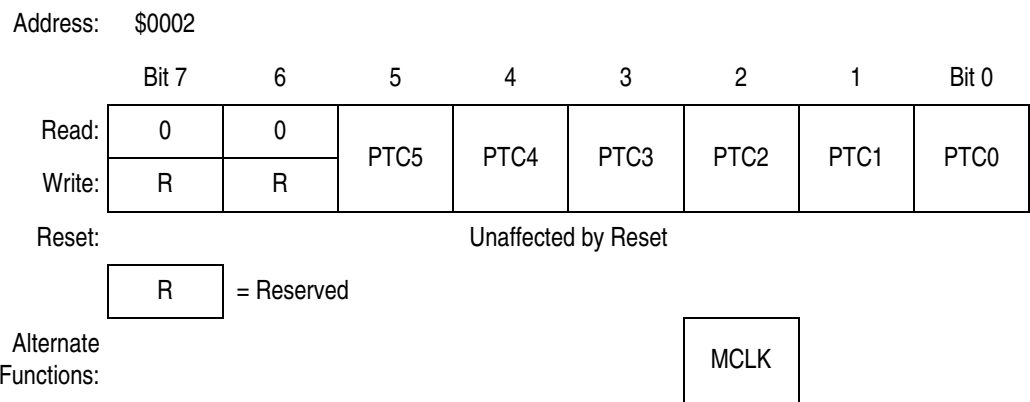 Address: $0002
Bit 7 6 5 4 3 2 1 Bit 0
Read: 0 0 PTC5 PTC4 PTC3 PTC2 PTC1 PTC0
Write: R R
Reset: Unaffected by Reset
R = Reserved
Alternate
Functions: MCLK